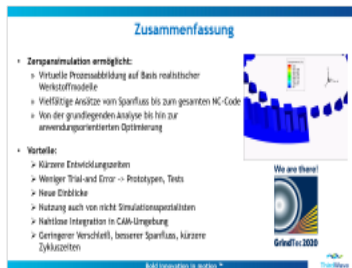 Zusammenfassung
• Zerspansimulation ermöglicht:
» Virtuelle Prozessabbildung auf Basis realistischer
Werkstoffmodelle
» Vielfältige Ansätze vom Spanfluss bis zum gesamten NC-Code
» Von der grundlegenden Analyse bis hin zur
anwendungsorientierten Optimierung
• Vorteile:
➢ Kürzere Entwicklungszeiten
➢ Weniger Trial-and Error -> Prototypen, Tests
➢ Neue Einblicke
➢ Nutzung auch von nicht Simulationsspezialisten
➢ Nahtlose Integration in CAM-Umgebung
➢ Geringerer Verschleiß, besserer Spanfluss, kürzere
Zykluszeiten
We are there!
GrindTec 2020
Bold innovation in motion ™
ThirdWave